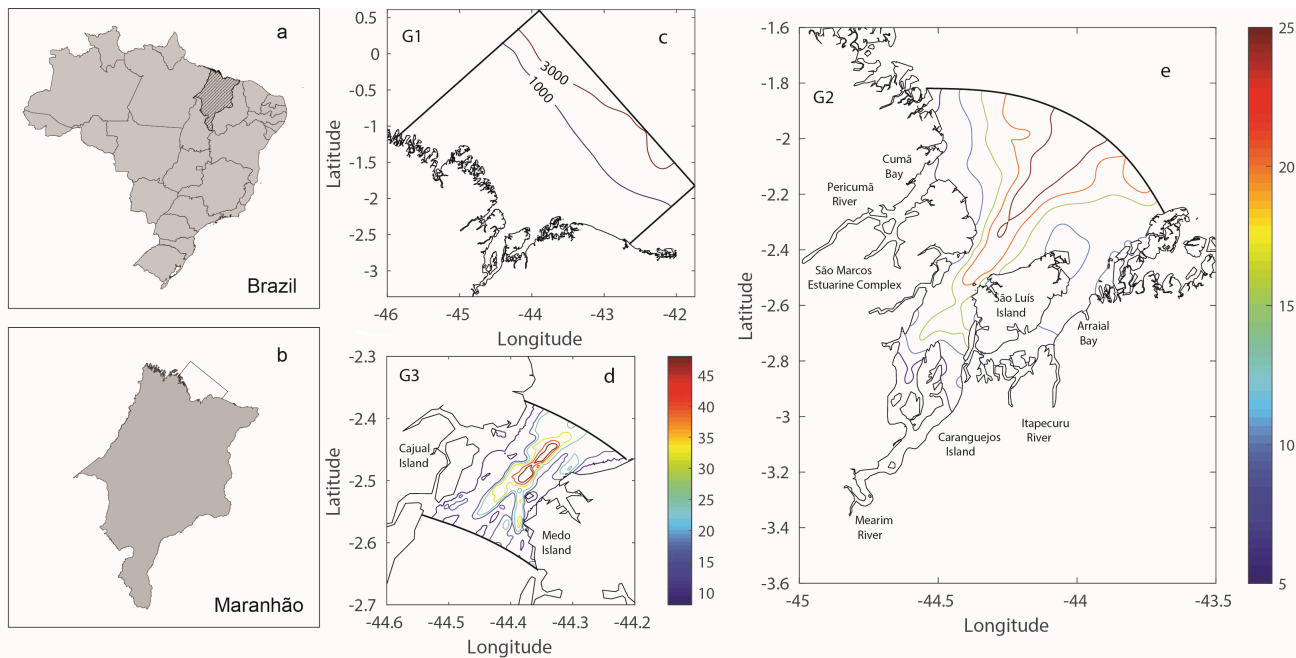 a
Brazil
b
Maranhão
G1
c
3000
1000
0.5
0
-0.5
-1
-1.5
-2
-2.5
-3
Latitude
-46
-45
-44
-43
-42
Longitude
G3
d
Cajual
Island
Medo
Island
-2.3
-2.4
-2.5
-2.6
-2.7
Latitude
-44.6
-44.5
-44.4
-44.3
-44.2
Longitude
45
40
35
30
25
20
15
10
G2
e
Cumã
Bay
Pericumã
River
São Marcos
Estuarine Complex
São Luís
Island
Arraial
Bay
Itapecuru
River
Caranguejos
Island
Mearim
River
-1.6
-1.8
-2
-2.2
-2.4
-2.6
-2.8
-3
-3.2
-3.4
-3.6
Latitude
-45
-44.5
-44
-43.5
Longitude
25
20
15
10
5